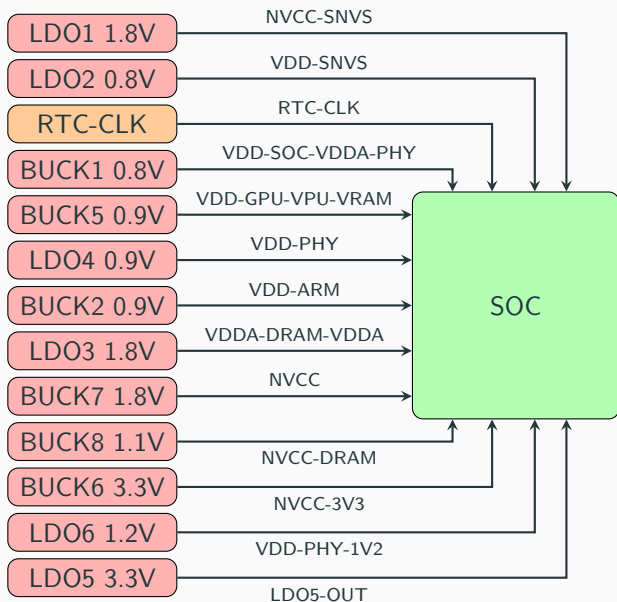 NVCC-SNVS
LDO1 1.8V
VDD-SNVS
LDO2 0.8V
RTC-CLK
RTC-CLK
VDD-SOC-VDDA-PHY
BUCK1 0.8V
VDD-GPU-VPU-VRAM
BUCK5 0.9V
VDD-PHY
LDO4 0.9V
VDD-ARM
BUCK2 0.9V
SOC
VDDA-DRAM-VDDA
LDO3 1.8V
NVCC
BUCK7 1.8V
BUCK8 1.1V
NVCC-DRAM
BUCK6 3.3V
NVCC-3V3
LDO6 1.2V
VDD-PHY-1V2
LDO5 3.3V
LDO5-OUT